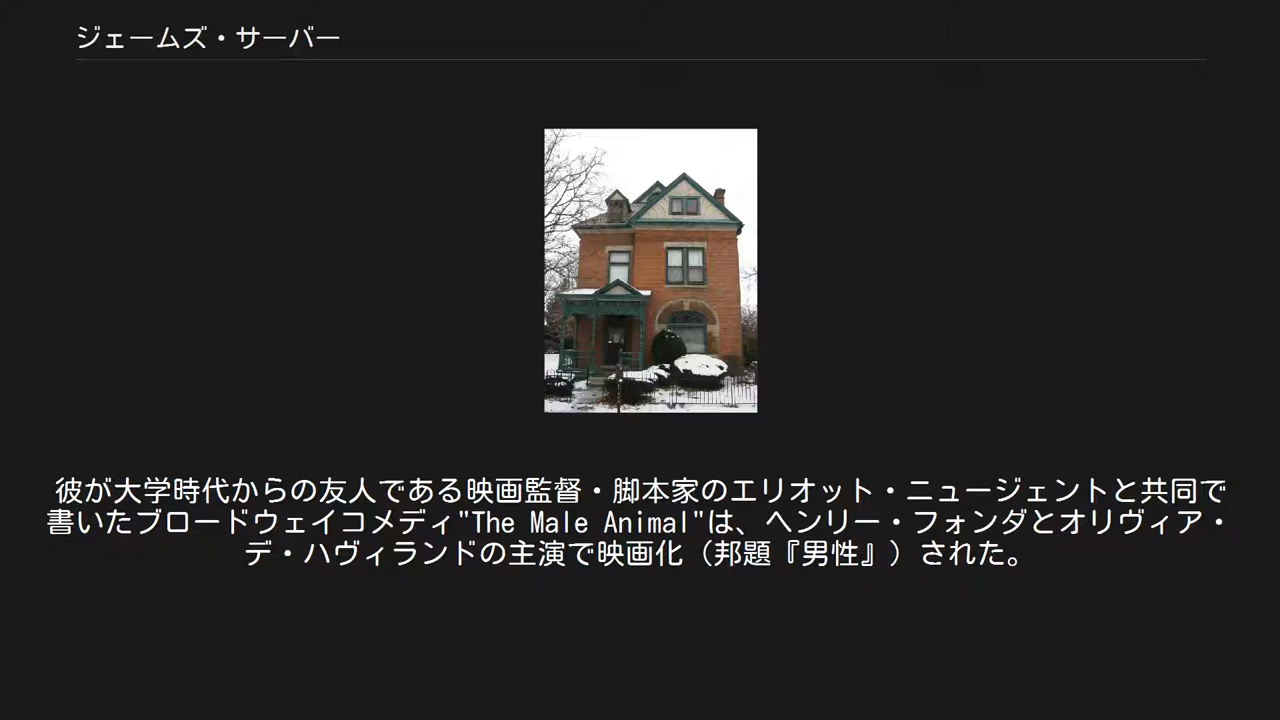 ジェームズ・サーバー
彼が大学時代からの友人である映画監督・脚本家のエリオット・ニュージェントと共同で
書いたブロードウェイコメディ"The Male Animal"は、ヘンリー・フォンダとオリヴィア・
デ・ハヴィランドの主演で映画化（邦題『男性』）された。